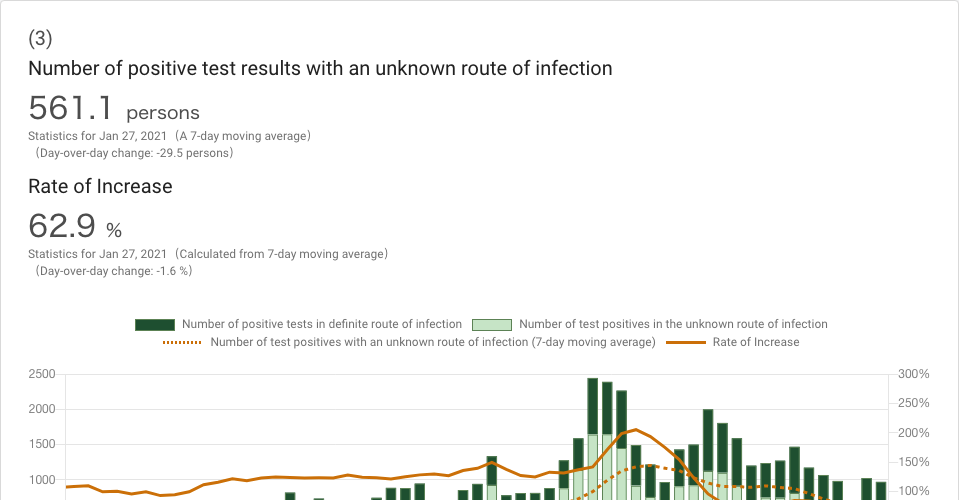 (3)
Number of positive test results with an unknown route of infection
561.1 persons
Statistics for Jan 27, 2021（A 7-day moving average）
（Day-over-day change: -29.5 persons）
Rate of Increase
62.9 %
Statistics for Jan 27, 2021（Calculated from 7-day moving average）
（Day-over-day change: -1.6 %）
Number of positive tests in definite route of infection Number of test positives in the unknown route of infection
Number of test positives with an unknown route of infection (7-day moving average) Rate of Increase
2500 300%
250%
2000
200%
1500
150%
1000
100%